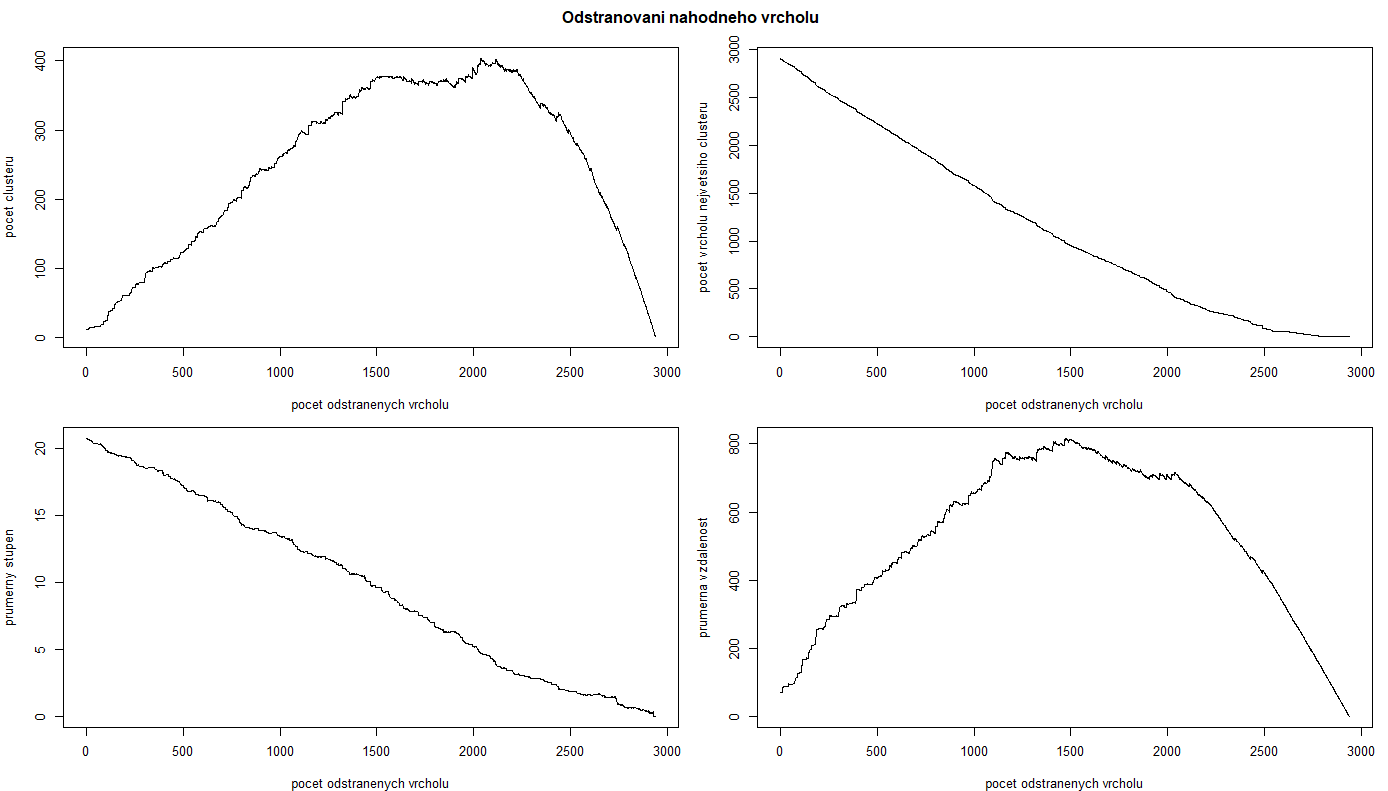 Odstranovani nahodneho vrcholu
pocet clusteru
400
300
200
100
0
0 500 1000 1500 2000 2500 3000
pocet odstranenych vrcholu
pocet vrcholu nejvetsiho clusteru
3000
2500
2000
1500
1000
500
0
0 500 1000 1500 2000 2500 3000
pocet odstranenych vrcholu
prumerny stupen
20
15
10
5
0
0 500 1000 1500 2000 2500 3000
pocet odstranenych vrcholu
prumerna vzdalenost
800
600
400
200
0
0 500 1000 1500 2000 2500 3000
pocet odstranenych vrcholu